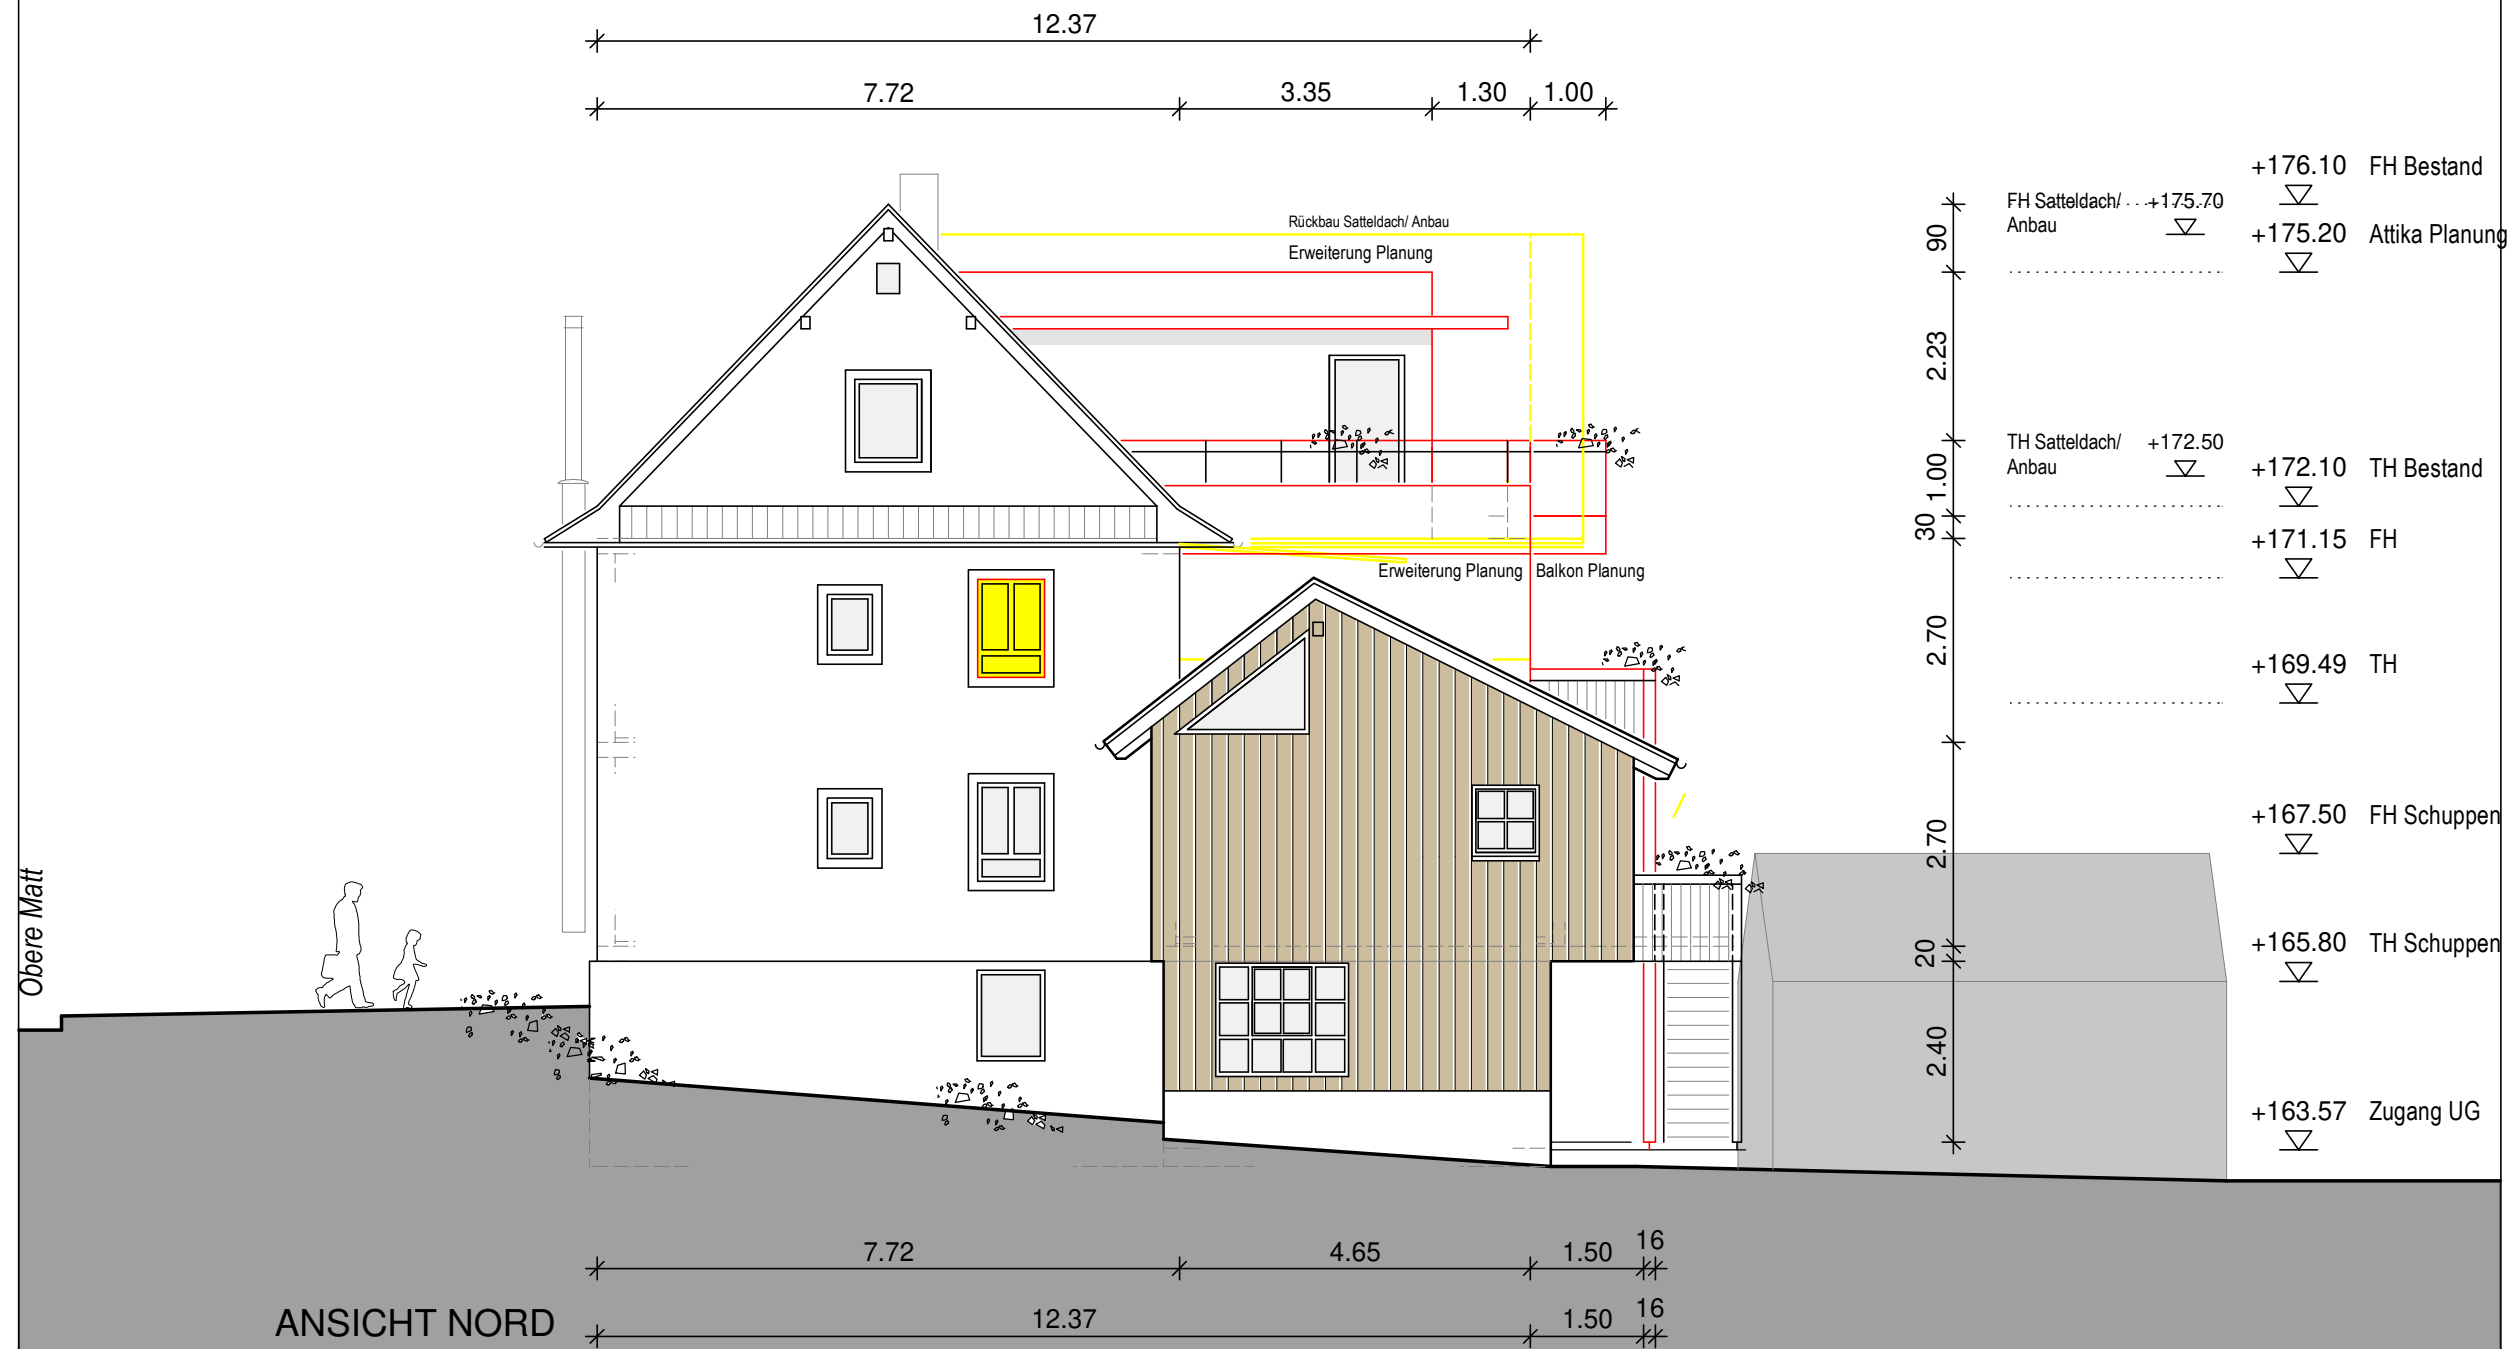 12.37
7.72 3.35 1.30 1.00
+176.10 FH Bestand
FH Satteldach/ +175.70
Anbau
Rückbau Satteldach/ Anbau
+175.20 Attika Planung
90
Erweiterung Planung
2.23
TH Satteldach/ +172.50
Anbau
+172.10 TH Bestand
1.00
30
+171.15 FH
Erweiterung Planung Balkon Planung
2.70
+169.49 TH
+167.50 FH Schuppen
2.70
Obere Matt
+165.80 TH Schuppen
20
2.40
+163.57 Zugang UG
7.72 4.65 1.50 16
ANSICHT NORD
12.37 1.50 16